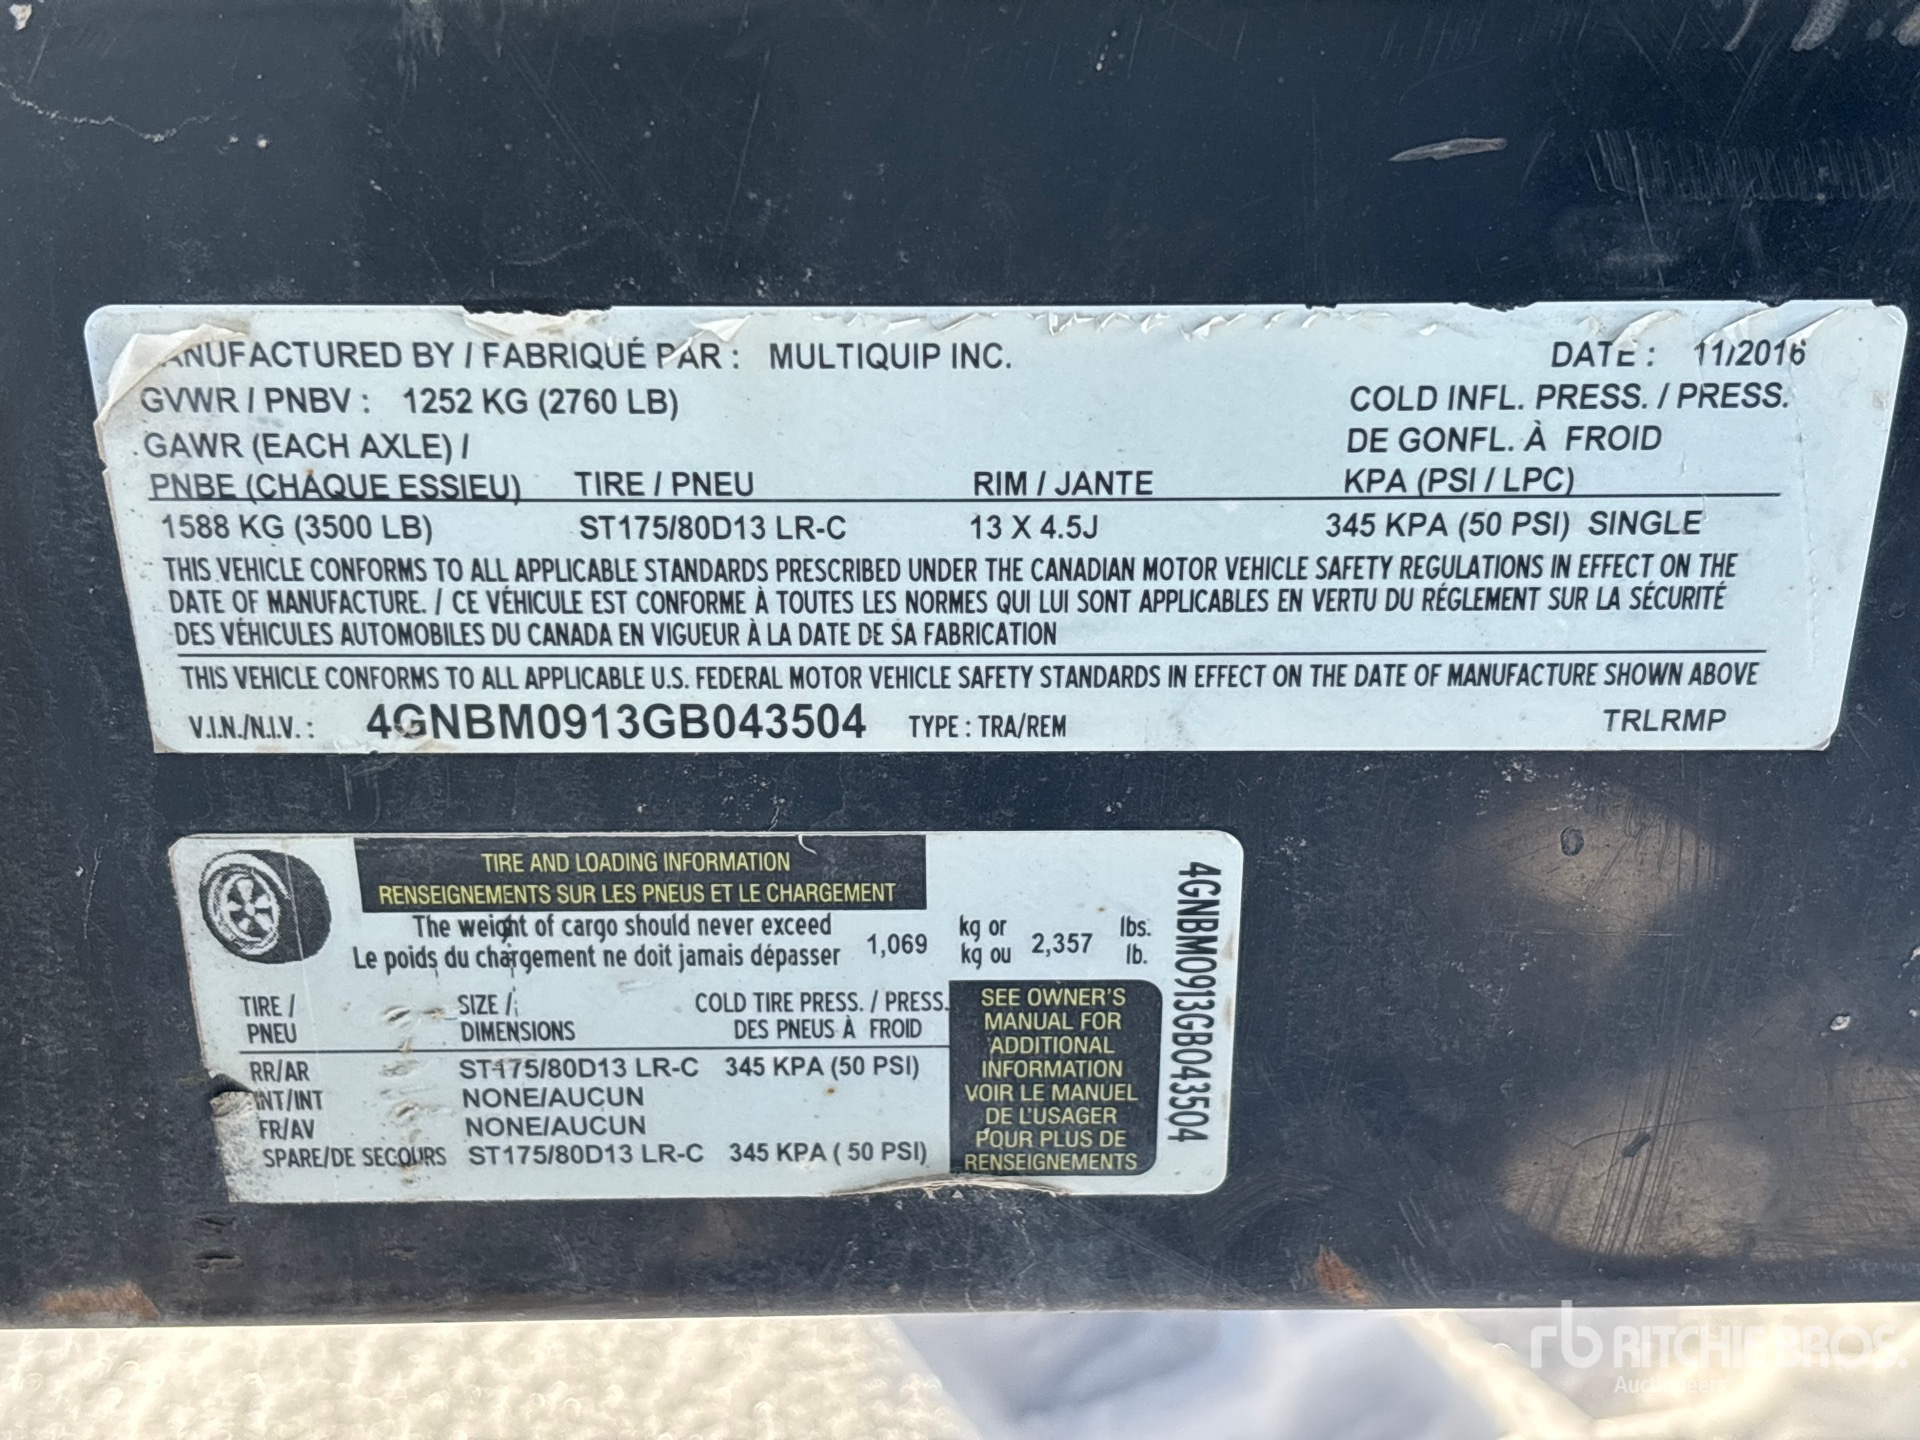 ANUFACTURED BY / FABRIQUÉ PAR : MULTIQUIP INC. DATE : 11/2016
GVWR / PNBV : 1252 KG (2760 LB) COLD INFL. PRESS. / PRESS.
GAWR (EACH AXLE) / DE GONFL. À FROID
PNBE (CHAQUE ESSIEU) TIRE / PNEU RIM / JANTE KPA (PSI / LPC)
1588 KG (3500 LB) ST175/80D13 LR-C 13 X 4.5J 345 KPA (50 PSI) SINGLE
THIS VEHICLE CONFORMS TO ALL APPLICABLE STANDARDS PRESCRIBED UNDER THE CANADIAN MOTOR VEHICLE SAFETY REGULATIONS IN EFFECT ON THE
DATE OF MANUFACTURE. / CE VÉHICULE EST CONFORME À TOUTES LES NORMES QUI LUI SONT APPLICABLES EN VERTU DU RÉGLEMENT SUR LA SÉCURITÉ
DES VÉHICULES AUTOMOBILES DU CANADA EN VIGUEUR À LA DATE DE SA FABRICATION
THIS VEHICLE CONFORMS TO ALL APPLICABLE U.S. FEDERAL MOTOR VEHICLE SAFETY STANDARDS IN EFFECT ON THE DATE OF MANUFACTURE SHOWN ABOVE
V.I.N./N.I.V. : 4GNBM0913GB043504 TYPE : TRA/REM TRLRMP
TIRE AND LOADING INFORMATION
RENSEIGNEMENTS SUR LES PNEUS ET LE CHARGEMENT
The weight of cargo should never exceed
Le poids du chargement ne doit jamais dépasser
1,069 kg or
kg ou 2,357 lbs.
lb.
TIRE / SIZE / COLD TIRE PRESS. / PRESS.
PNEU DIMENSIONS DES PNEUS À FROID
RR/AR ST175/80D13 LR-C 345 KPA (50 PSI)
INT/INT NONE/AUCUN
FR/AV NONE/AUCUN
SPARE/DE SECOURS ST175/80D13 LR-C 345 KPA ( 50 PSI)
SEE OWNER'S
MANUAL FOR
ADDITIONAL
INFORMATION
VOIR LE MANUEL
DE L'USAGER
POUR PLUS DE
RENSEIGNEMENTS
4GNBM0913GB043504
rb RITCHIE BROS.
Auctioneers